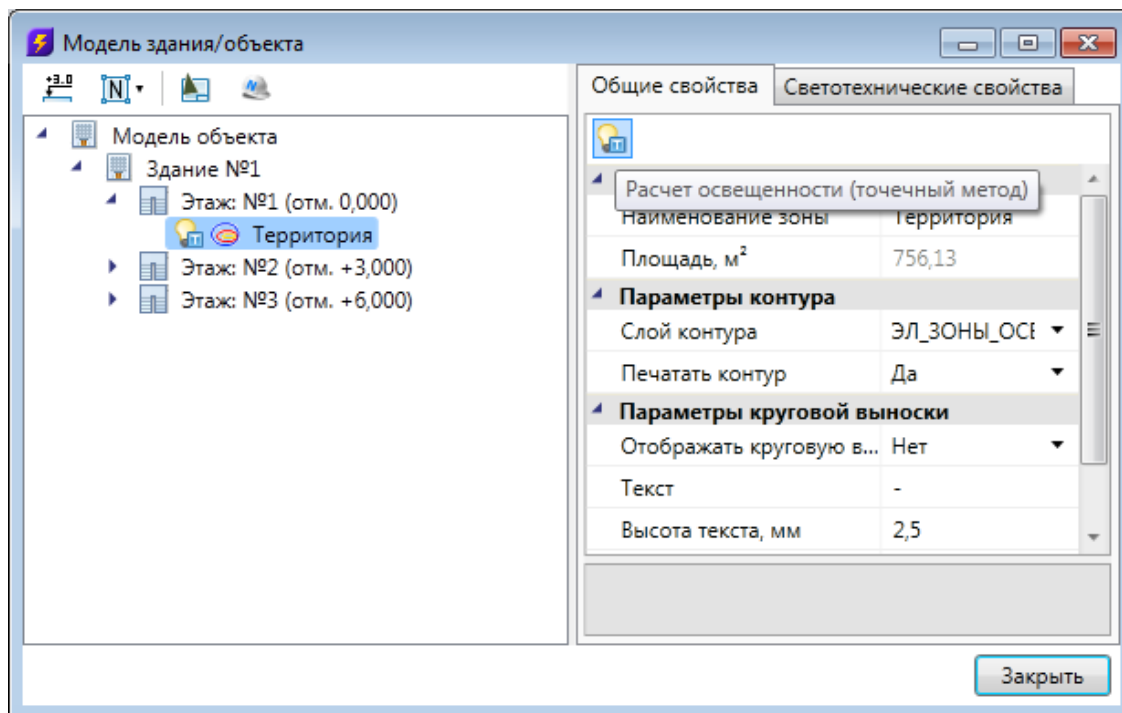 Модель здания/объекта
Общие свойства
Светотехнические свойства
Модель объекта
Здание №1
Этаж: №1 (отм. 0,000)
Территория
Этаж: №2 (отм. +3,000)
Этаж: №3 (отм. +6,000)
Расчет освещенности (точечный метод)
Наименование зоны Территория
Площадь, м² 756,13
Параметры контура
Слой контура ЭЛ_ЗОНЫ_ОСЕ
Печатать контур Да
Параметры круговой выноски
Отображать круговую в... Нет
Текст -
Высота текста, мм 2,5
Закрыть